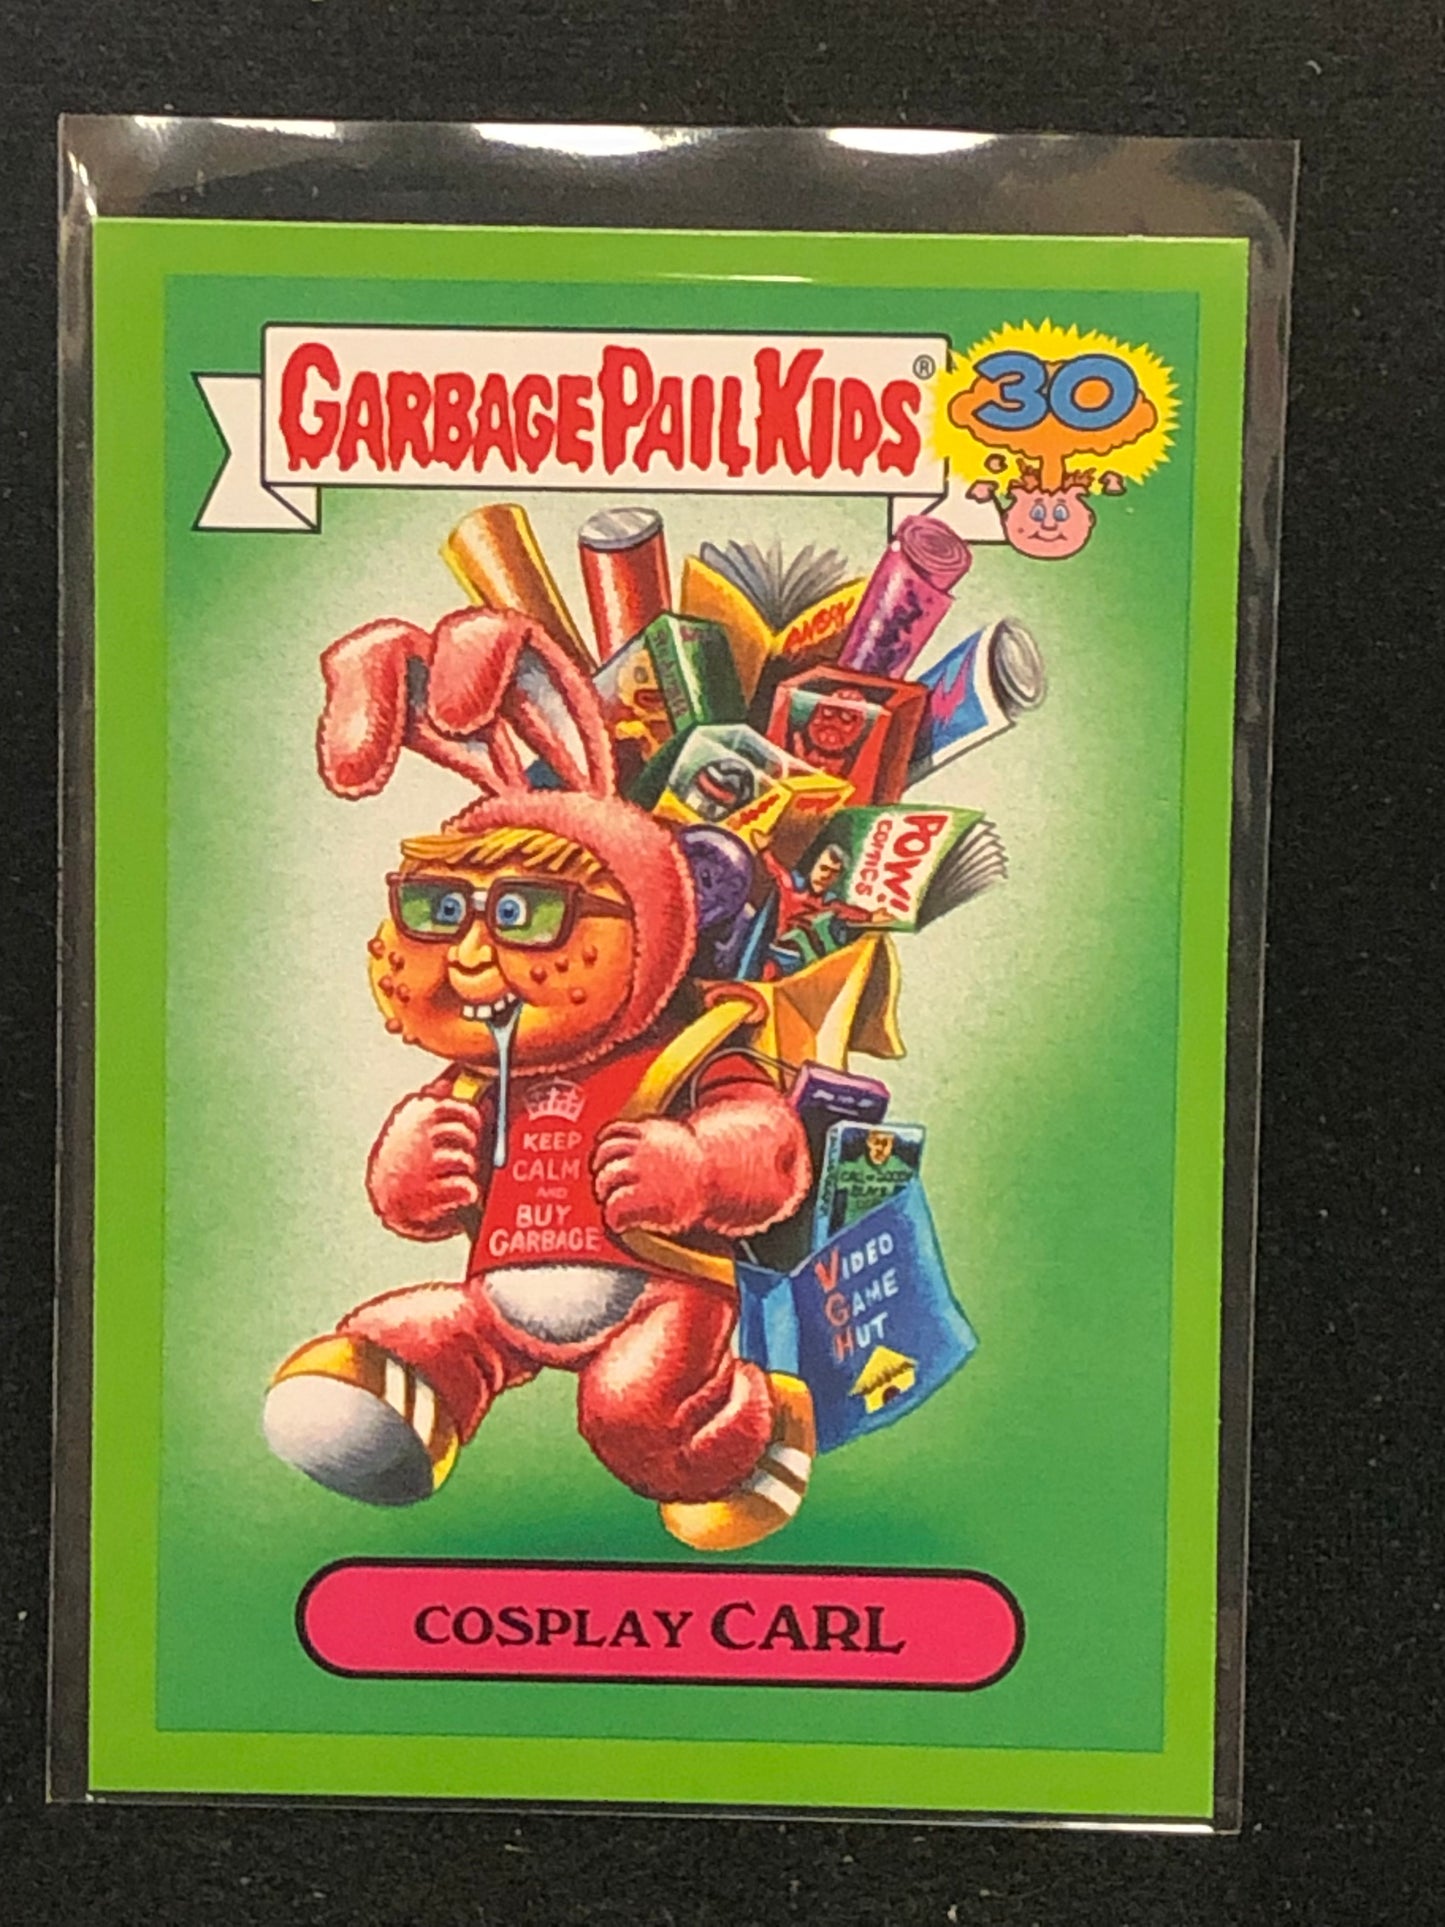 GARBAGE PAIL KIDS®
30
POW!
COMICS
KEEP
CALM
AND
BUY
GARBAGE
VIDEO
GAME
HUT
COSPLAY CARL